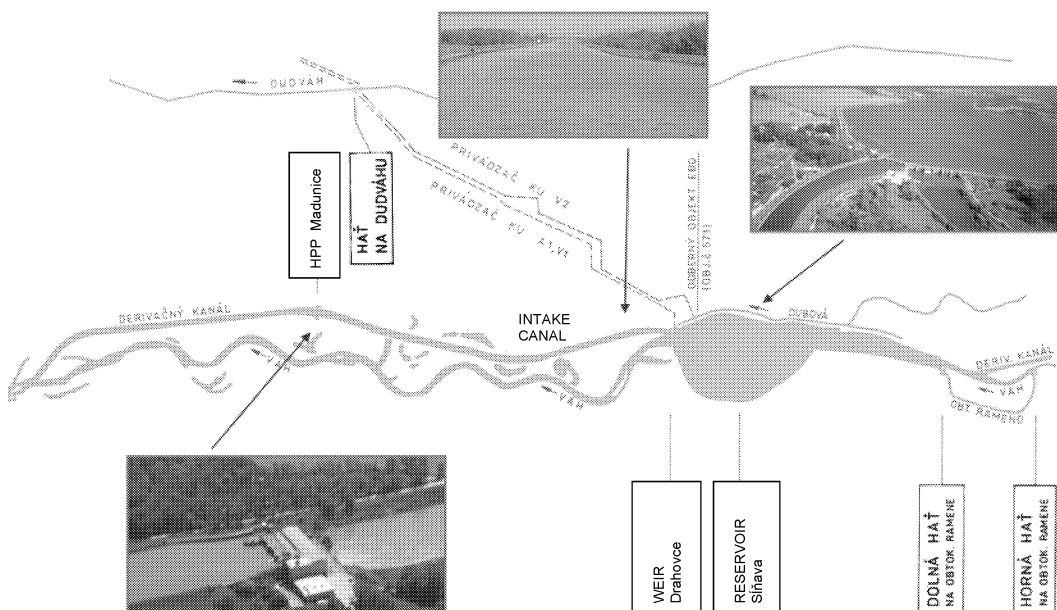 DUDVÁH
PRIVÁDZAČ KU V2
PRIVÁDZAČ KU A1,V1
HPP Madunice
HAŤ
NA DUDVÁHU
ODBERNÝ OBJEKT EBO
DERIVAČNÝ KANÁL
INTAKE
CANAL
DUBOVÁ
VÁH
VÁH
DERIV. KANÁL
VÁH
OBT. RAMENO
WEIR
Drahovce
RESERVOIR
Síňava
DOLNÁ HAŤ
NA OBTOK. RAMENE
HORNÁ HAŤ
NA OBTOK. RAMENE